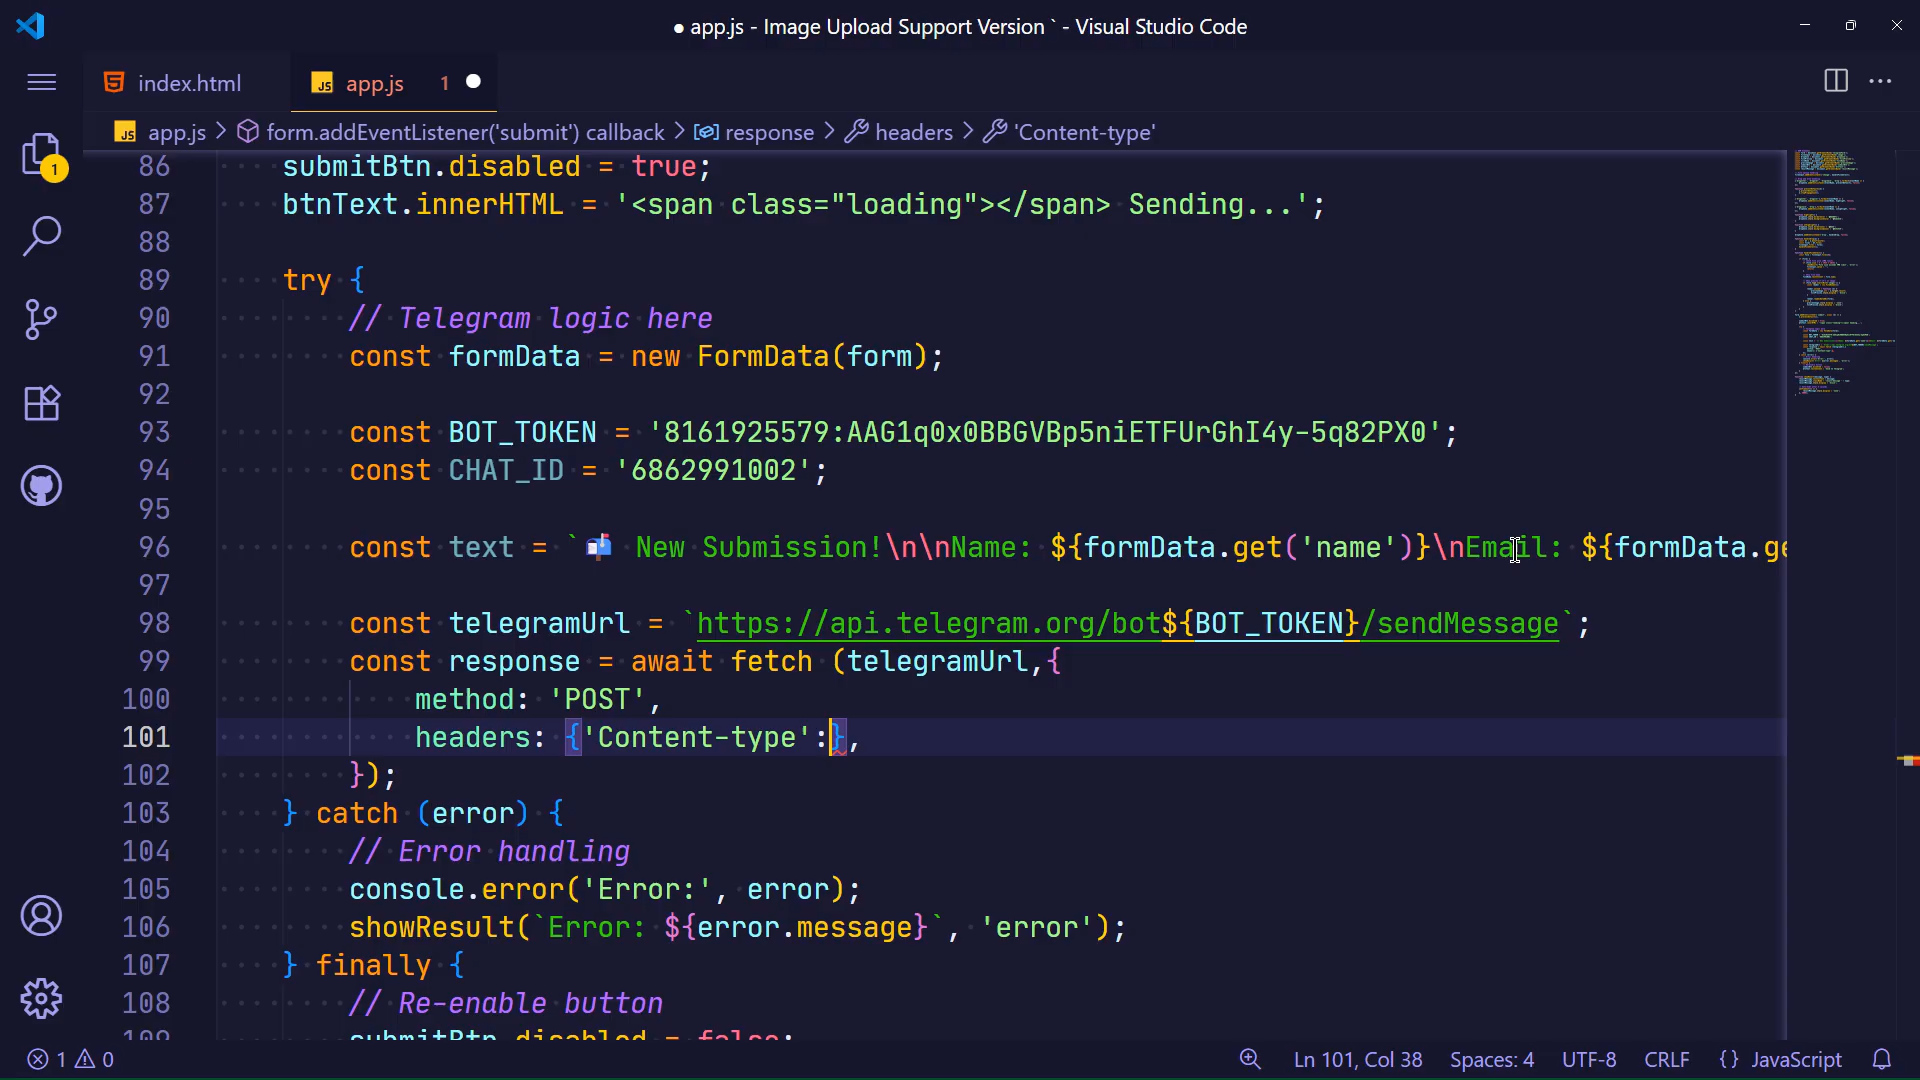 ● app.js - Image Upload Support Version ` - Visual Studio Code
index.html
JS app.js 1
JS app.js > form.addEventListener('submit') callback > response > headers > 'Content-type'
86 submitBtn.disabled = true;
87 btnText.innerHTML = '<span class="loading"></span> Sending...';
88
89 try {
90 // Telegram logic here
91 const formData = new FormData(form);
92
93 const BOT_TOKEN = '8161925579:AAG1q0x0BBGVBp5niETFUrGhI4y-5q82PX0';
94 const CHAT_ID = '6862991002';
95
96 const text = `📬 New Submission!\n\nName: ${formData.get('name')}\nEmail: ${formData.ge
97
98 const telegramUrl = `https://api.telegram.org/bot${BOT_TOKEN}/sendMessage`;
99 const response = await fetch (telegramUrl,{
100 method: 'POST',
101 headers: {'Content-type':},
102 });
103 } catch (error) {
104 // Error handling
105 console.error('Error:', error);
106 showResult(`Error: ${error.message}`, 'error');
107 } finally {
108 // Re-enable button
109 submitBtn.disabled = false;
1
1 0
Ln 101, Col 38
Spaces: 4
UTF-8
CRLF
{} JavaScript